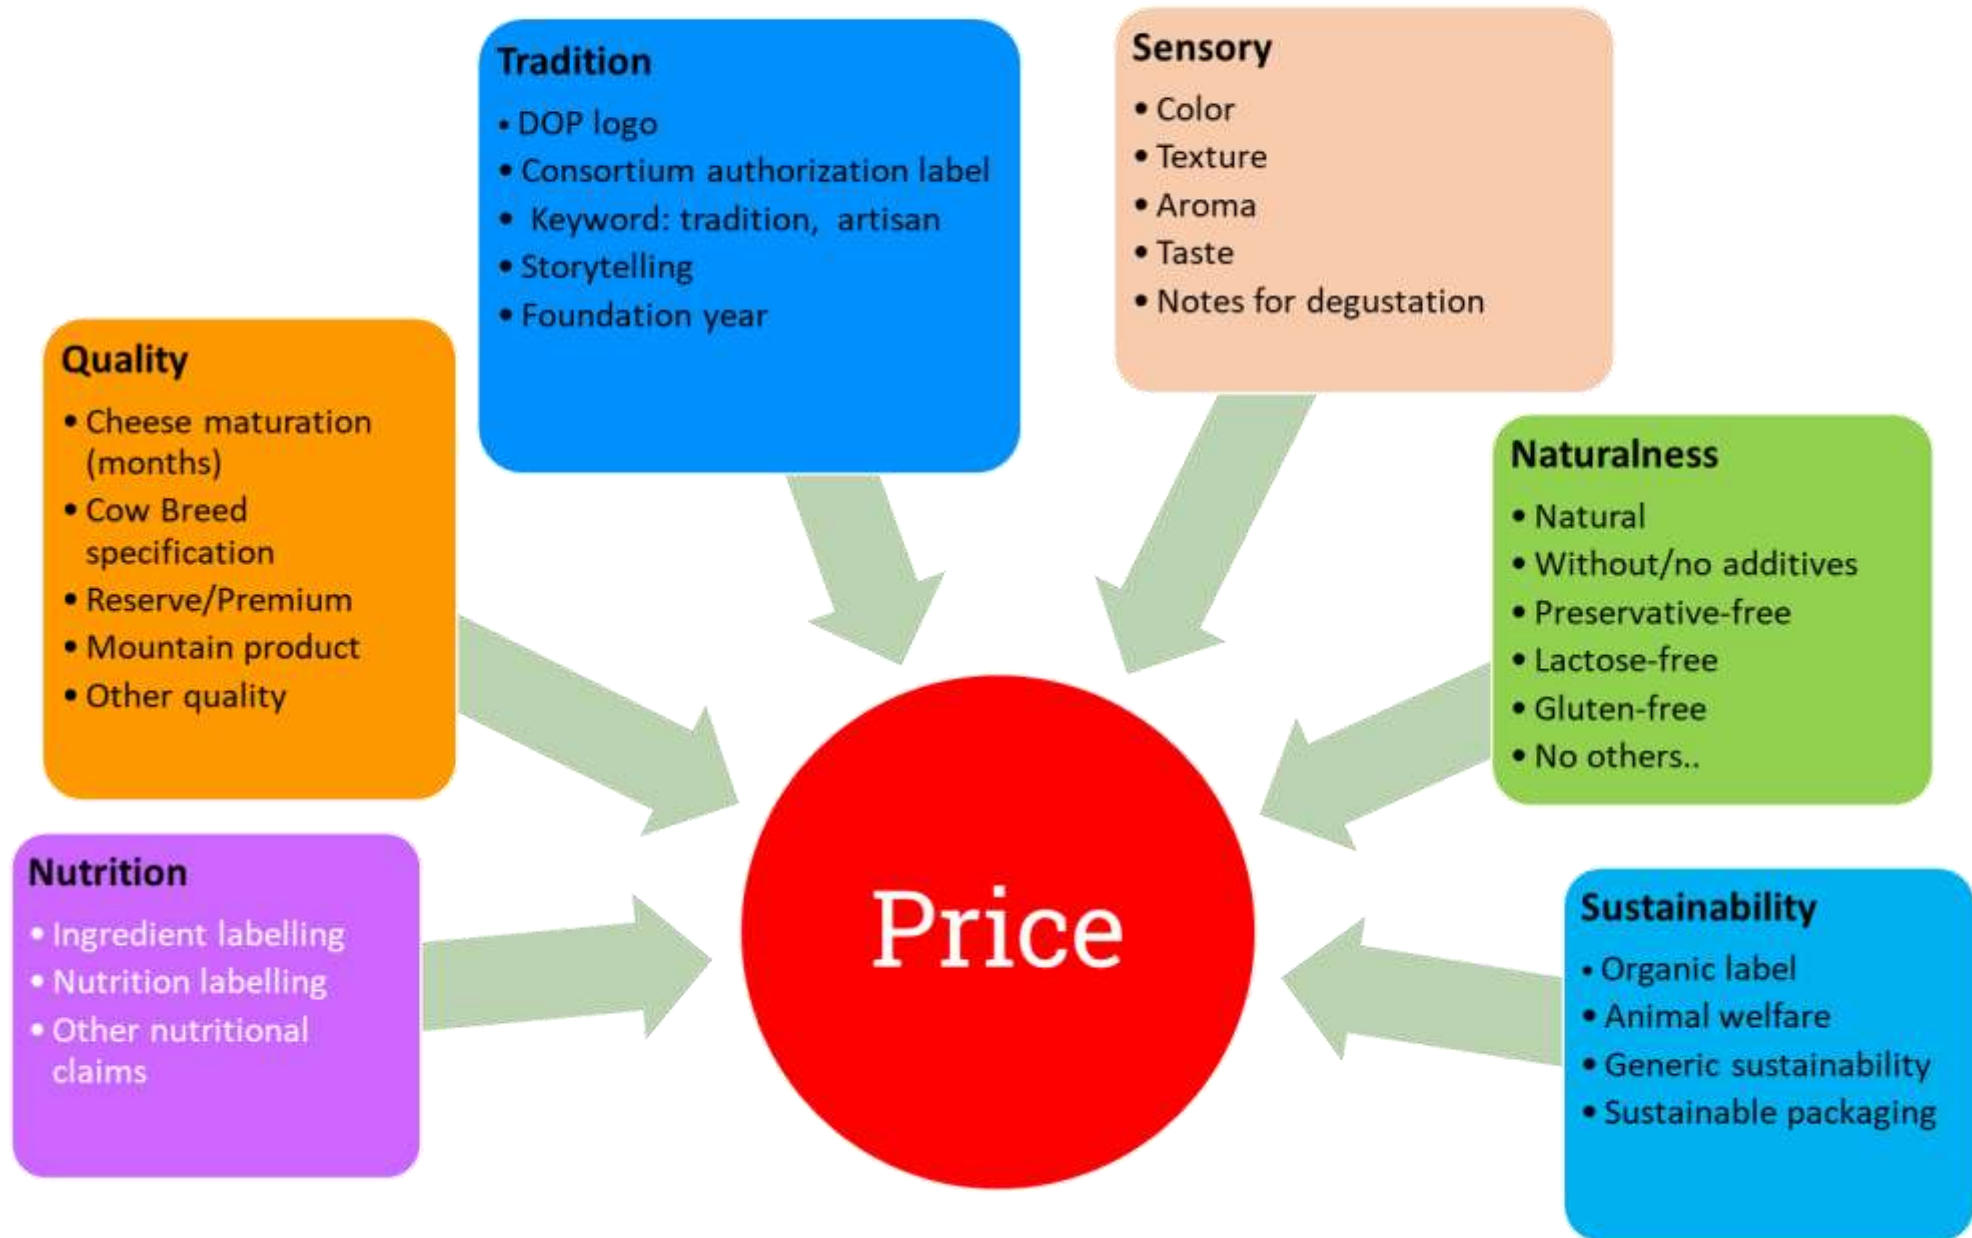 Tradition
• DOP logo
• Consortium authorization label
• Keyword: tradition, artisan
• Storytelling
• Foundation year
Sensory
• Color
• Texture
• Aroma
• Taste
• Notes for degustation
Quality
• Cheese maturation
(months)
• Cow Breed
specification
• Reserve/Premium
• Mountain product
• Other quality
Naturalness
• Natural
• Without/no additives
• Preservative-free
• Lactose-free
• Gluten-free
• No others..
Nutrition
• Ingredient labelling
• Nutrition labelling
• Other nutritional
claims
Price
Sustainability
• Organic label
• Animal welfare
• Generic sustainability
• Sustainable packaging